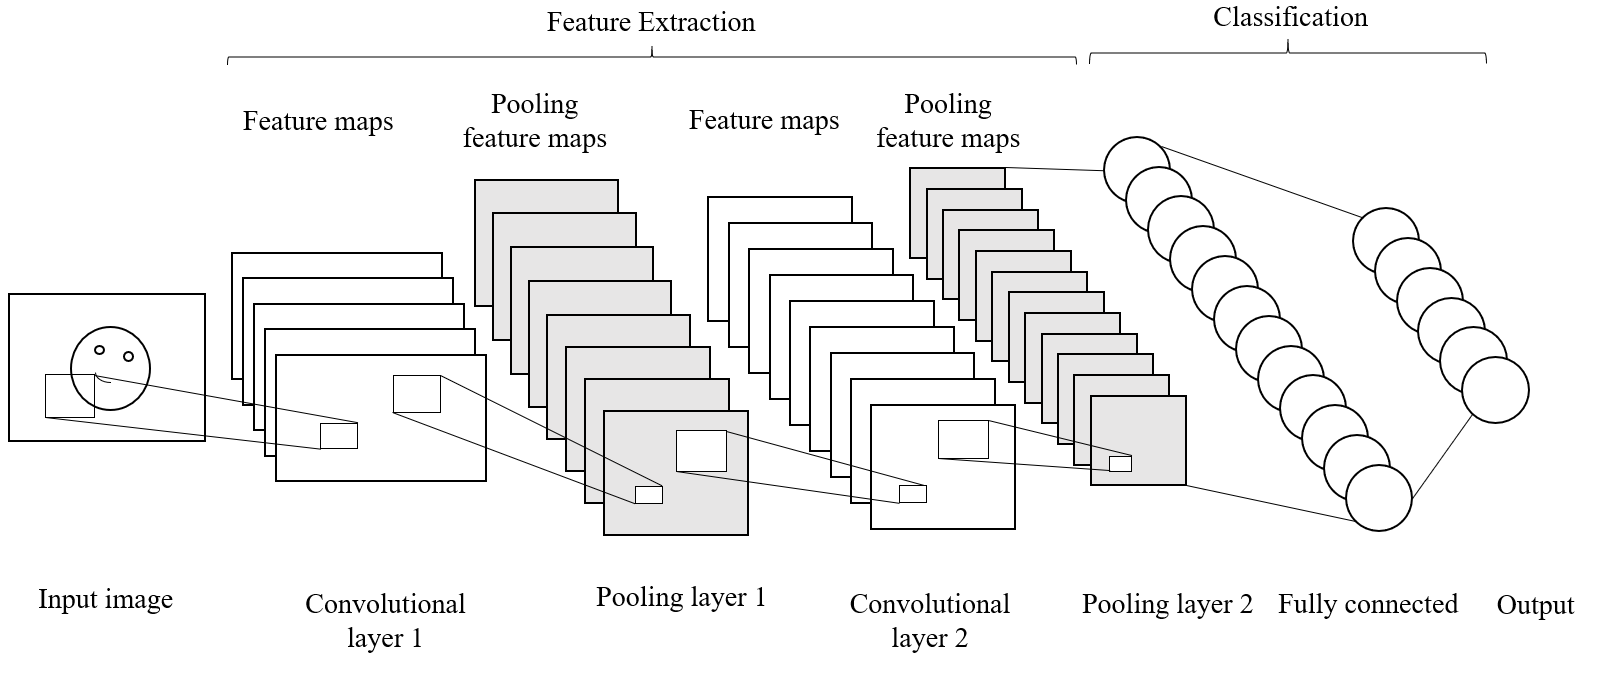 Feature Extraction
Classification
Feature maps
Pooling
feature maps
Feature maps
Pooling
feature maps
Input image
Convolutional
layer 1
Pooling layer 1
Convolutional
layer 2
Pooling layer 2
Fully connected
Output